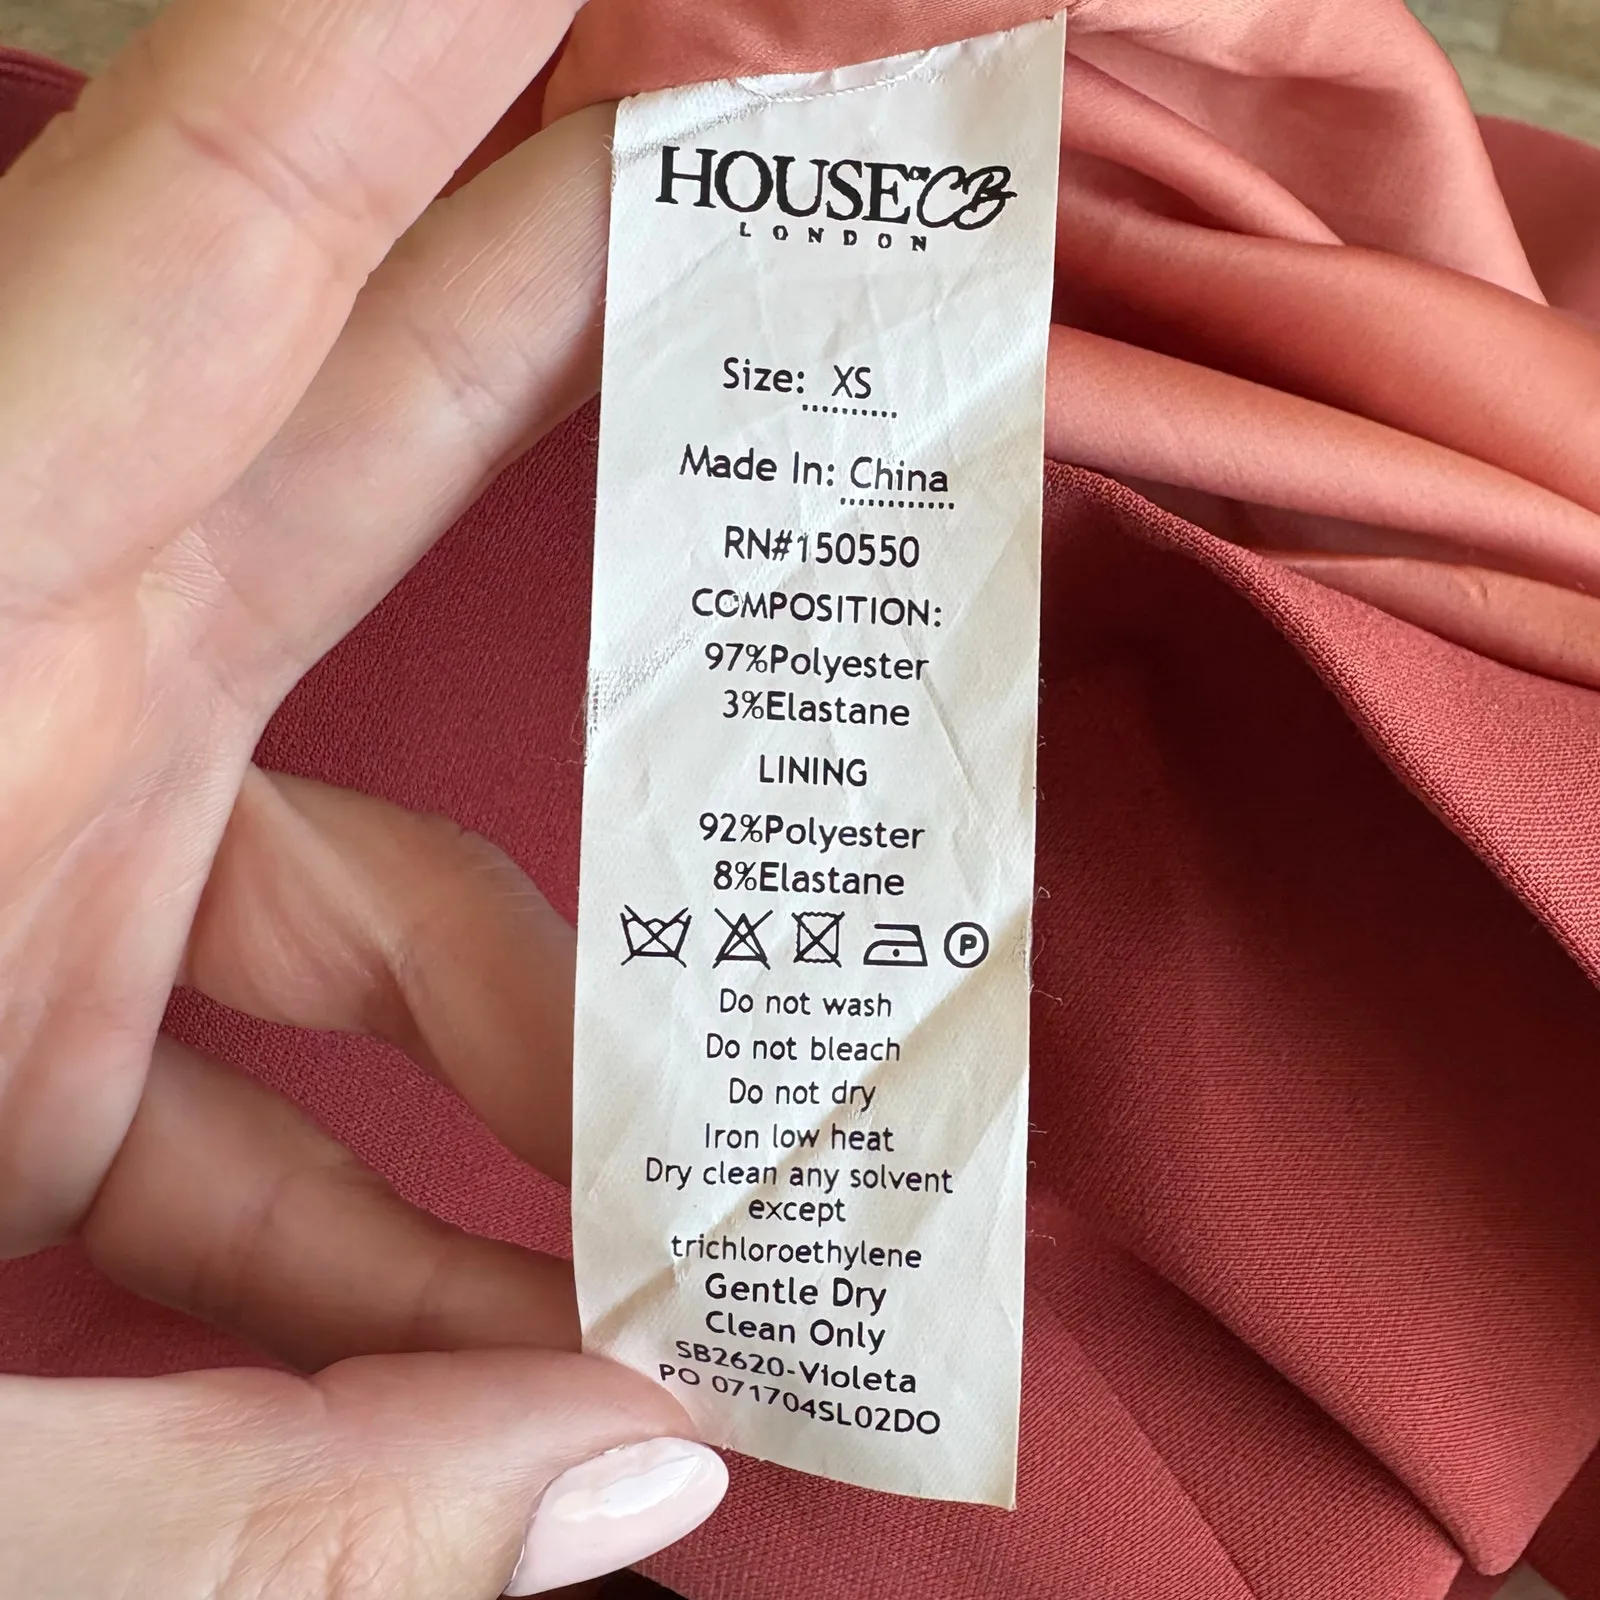 HOUSE OF CB
LONDON
Size: XS
Made In: China
RN#150550
COMPOSITION:
97%Polyester
3%Elastane
LINING
92%Polyester
8%Elastane
P
Do not wash
Do not bleach
Do not dry
Iron low heat
Dry clean any solvent
except
trichloroethylene
Gentle Dry
Clean Only
SB2620-Violeta
PO 071704SL02DO